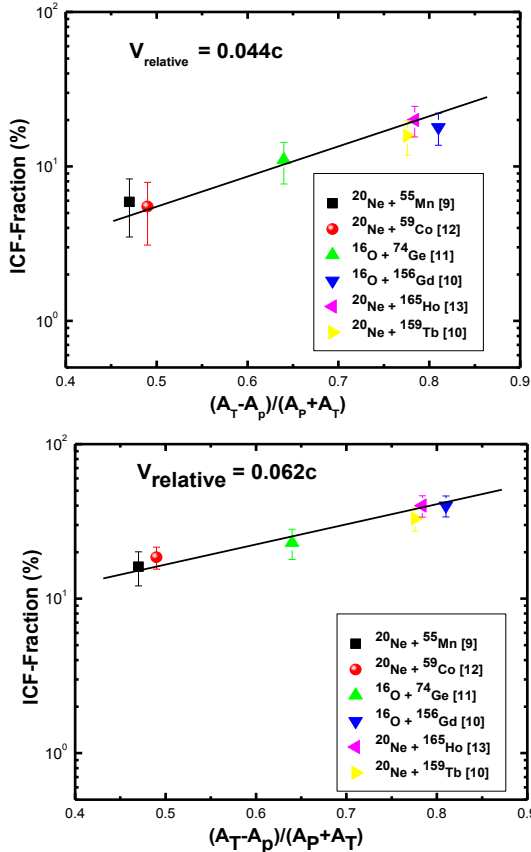 10²
V_relative = 0.044c
ICF-Fraction (%)
10¹
²⁰Ne + ⁵⁵Mn [9]
²⁰Ne + ⁵⁹Co [12]
¹⁶O + ⁷⁴Ge [11]
¹⁶O + ¹⁵⁶Gd [10]
²⁰Ne + ¹⁶⁵Ho [13]
²⁰Ne + ¹⁵⁹Tb [10]
10⁰
0.4 0.5 0.6 0.7 0.8 0.9
(A_T-A_p)/(A_P+A_T)
10²
V_relative = 0.062c
ICF-Fraction (%)
10¹
²⁰Ne + ⁵⁵Mn [9]
²⁰Ne + ⁵⁹Co [12]
¹⁶O + ⁷⁴Ge [11]
¹⁶O + ¹⁵⁶Gd [10]
²⁰Ne + ¹⁶⁵Ho [13]
²⁰Ne + ¹⁵⁹Tb [10]
10⁰
0.4 0.5 0.6 0.7 0.8 0.9
(A_T-A_p)/(A_P+A_T)